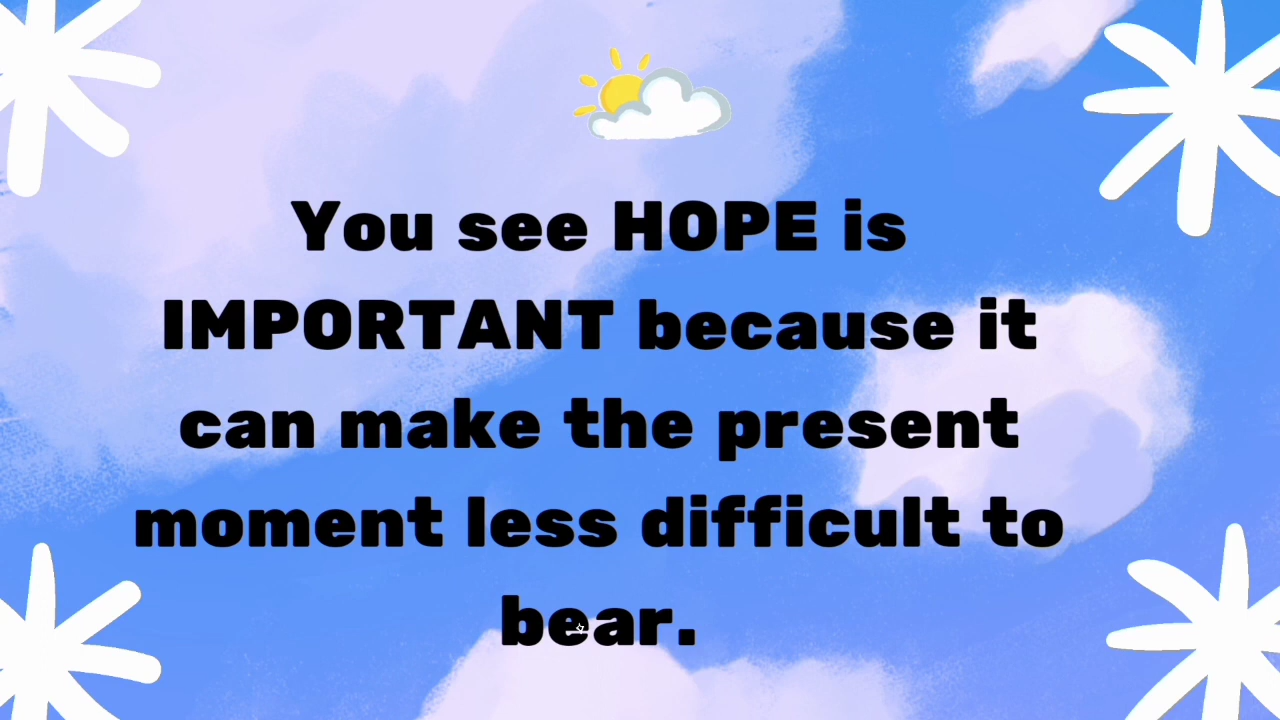 You see HOPE is
IMPORTANT because it
can make the present
moment less difficult to
bear.